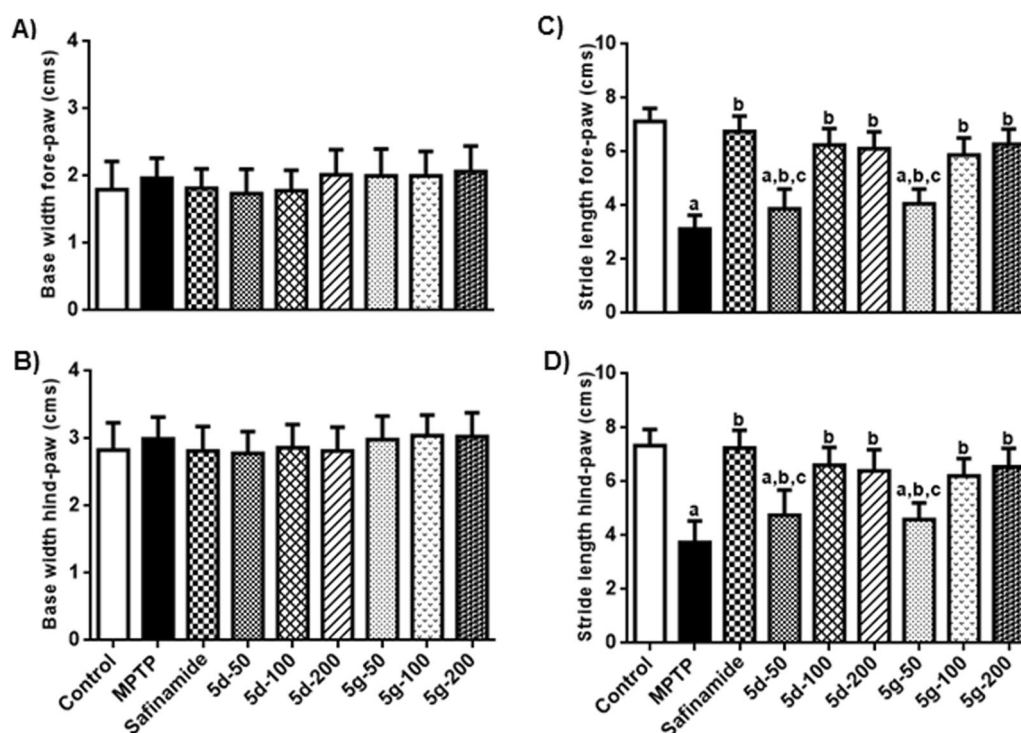 A)
Base width fore-paw (cms)
4
3
2
1
0
B)
Base width hind-paw (cms)
4
3
2
1
0
Control
MPTP
Safinamide
5d-50
5d-100
5d-200
5g-50
5g-100
5g-200
C)
Stride length fore-paw (cms)
10
8
6
4
2
0
a
b
a,b,c
b
b
a,b,c
b
b
D)
Stride length hind-paw (cms)
10
8
6
4
2
0
a
b
a,b,c
b
b
a,b,c
b
b
Control
MPTP
Safinamide
5d-50
5d-100
5d-200
5g-50
5g-100
5g-200